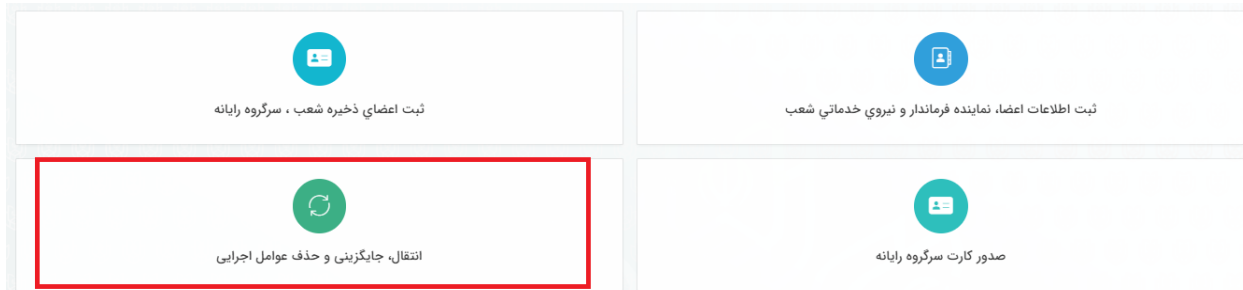 ثبت اطلاعات اعضا، نماينده فرماندار و نيروي خدماتي شعب
ثبت اعضاي ذخيره شعب ، سرگروه رايانه
صدور کارت سرگروه رایانه
انتقال، جایگزینی و حذف عوامل اجرایی